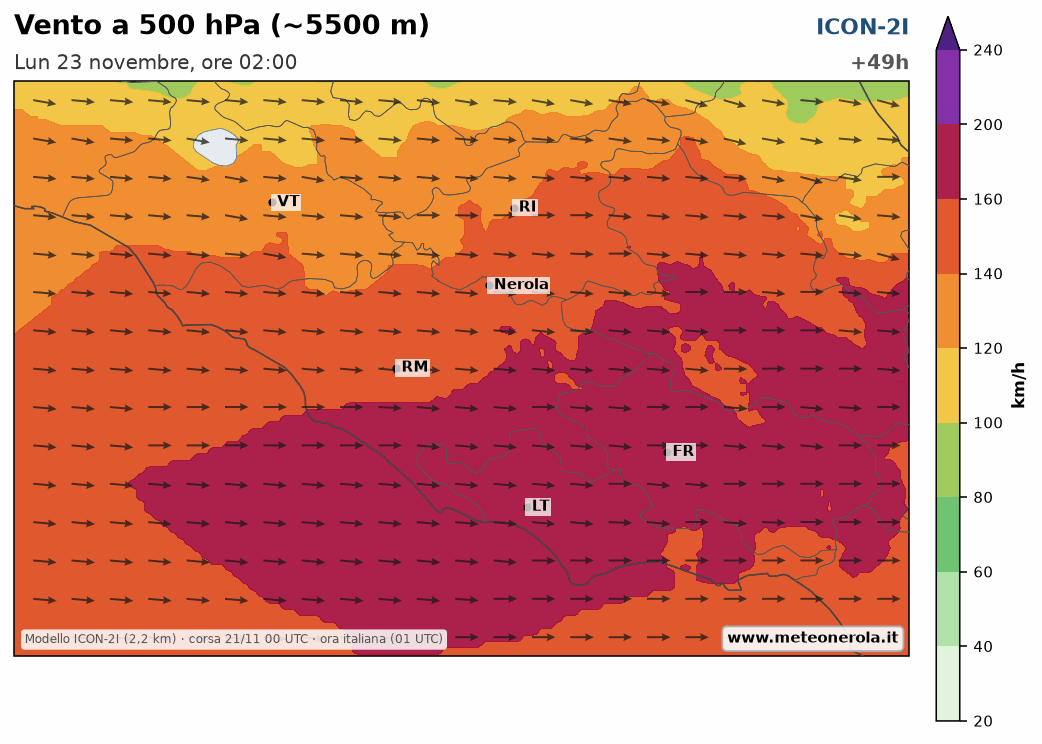 Vento a 500 hPa (~5500 m)
ICON-2I
Lun 23 novembre, ore 02:00
+49h
240
200
160
140
120
100
80
60
40
20
km/h
VT
RI
Nerola
RM
FR
LT
Modello ICON-2I (2,2 km) · corsa 21/11 00 UTC · ora italiana (01 UTC)
www.meteonerola.it